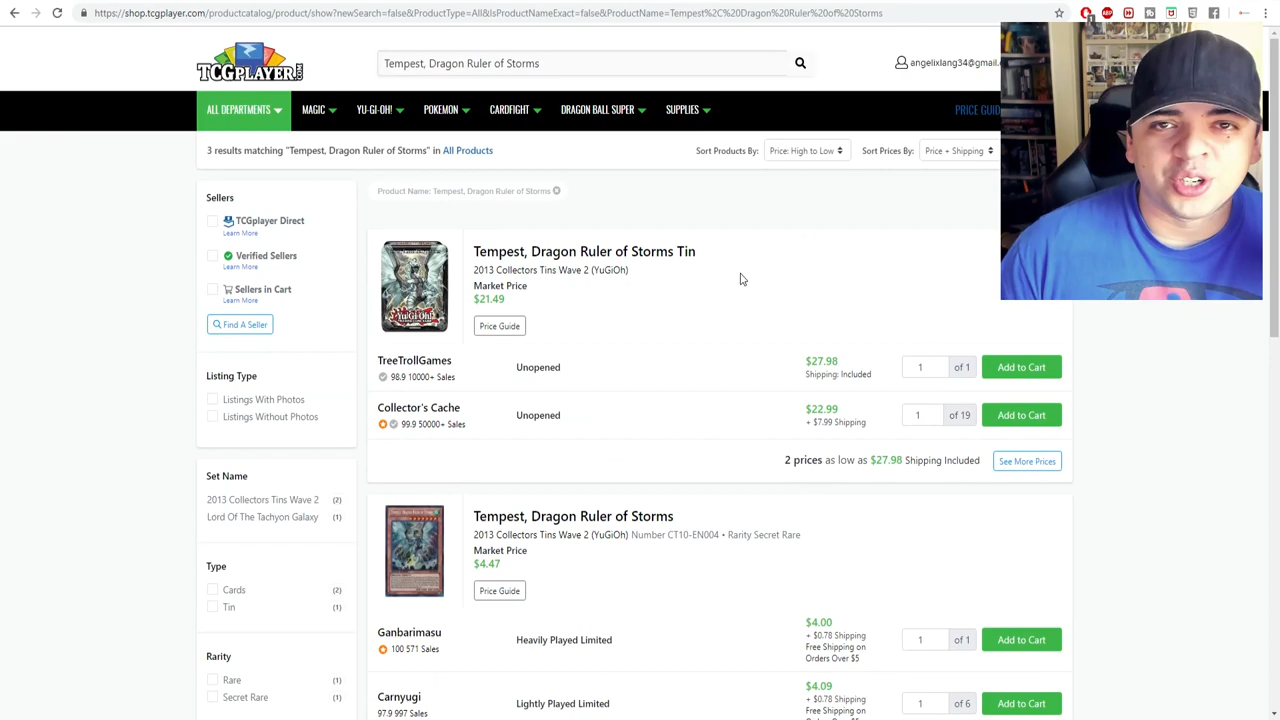 https://shop.tcgplayer.com/productcatalog/product/show?newSearch=false&ProductType=All&IsProductNameExact=false&ProductName=Tempest%2C%20Dragon%20Ruler%20of%20Storms
TCGPLAYER
Tempest, Dragon Ruler of Storms
angelixlang34@gmail.c
ALL DEPARTMENTS
MAGIC
YU-GI-OH!
POKEMON
CARDFIGHT
DRAGON BALL SUPER
SUPPLIES
PRICE GUID
3 results matching "Tempest, Dragon Ruler of Storms" in All Products
Sort Products By:
Price: High to Low
Sort Prices By:
Price + Shipping
Product Name: Tempest, Dragon Ruler of Storms
Sellers
TCGplayer Direct
Learn More
Verified Sellers
Learn More
Sellers in Cart
Learn More
Find A Seller
Listing Type
Listings With Photos
Listings Without Photos
Set Name
2013 Collectors Tins Wave 2 (2)
Lord Of The Tachyon Galaxy (1)
Type
Cards (2)
Tin (1)
Rarity
Rare (1)
Secret Rare (1)
Tempest, Dragon Ruler of Storms Tin
2013 Collectors Tins Wave 2 (YuGiOh)
Market Price
$21.49
Price Guide
Yu-Gi-Oh!
TreeTrollGames
98.9 10000+ Sales
Unopened
$27.98
Shipping: Included
1 of 1
Add to Cart
Collector's Cache
99.9 50000+ Sales
Unopened
$22.99
+ $7.99 Shipping
1 of 19
Add to Cart
2 prices as low as $27.98 Shipping Included
See More Prices
Tempest, Dragon Ruler of Storms
2013 Collectors Tins Wave 2 (YuGiOh) Number CT10-EN004 • Rarity Secret Rare
Market Price
$4.47
Price Guide
Ganbarimasu
100 571 Sales
Heavily Played Limited
$4.00
+ $0.78 Shipping
Free Shipping on
Orders Over $5
1 of 1
Add to Cart
Carnyugi
97.9 997 Sales
Lightly Played Limited
$4.09
+ $0.78 Shipping
Free Shipping on
Orders Over $5
1 of 6
Add to Cart